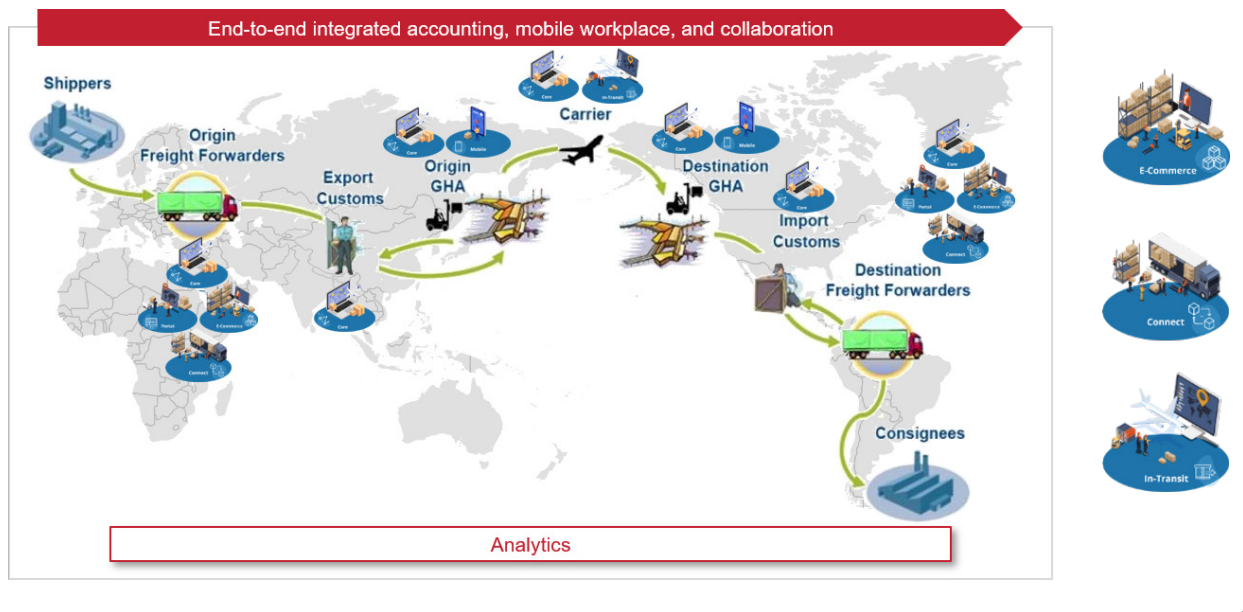 End-to-end integrated accounting, mobile workplace, and collaboration
Shippers
Origin
Freight Forwarders
Export
Customs
Origin
GHA
Carrier
Destination
GHA
Import
Customs
Destination
Freight Forwarders
Consignees
Core
In-Transit
Core
Mobile
Core
Mobile
Core
Core
Portal
E-Commerce
Connect
Core
Portal
E-Commerce
Connect
Core
E-Commerce
Connect
In-Transit
Analytics